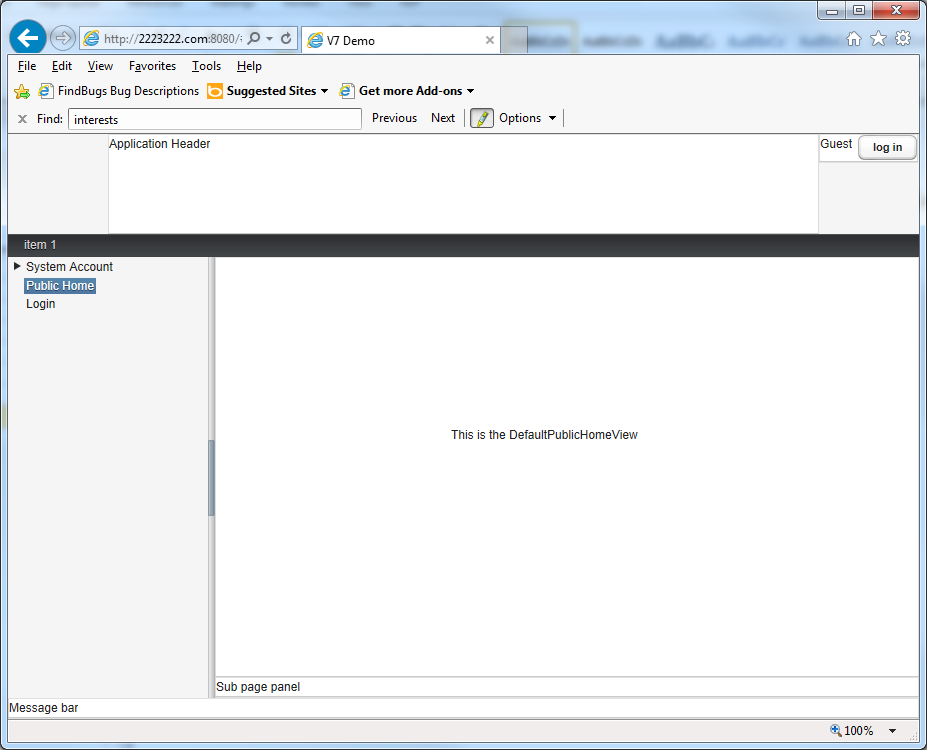 http://2223222.com:8080/
V7 Demo
File Edit View Favorites Tools Help
FindBugs Bug Descriptions Suggested Sites Get more Add-ons
Find: interests Previous Next Options
Application Header
Guest log in
item 1
System Account
Public Home
Login
This is the DefaultPublicHomeView
Sub page panel
Message bar
100%